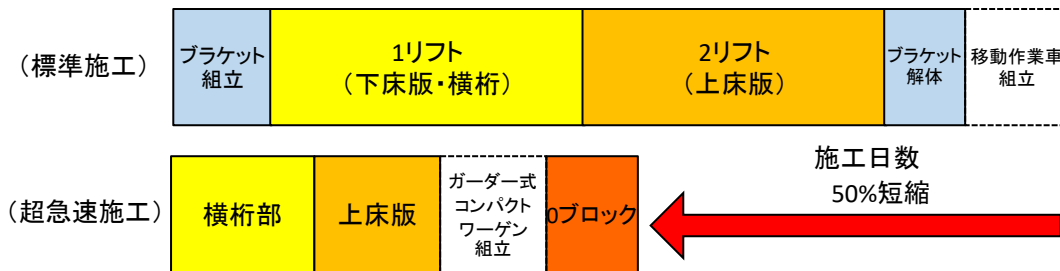 (標準施工)
ブラケット
組立
1リフト
(下床版・横桁)
2リフト
(上床版)
ブラケット
解体
移動作業車
組立
(超急速施工)
横桁部
上床版
ガーダー式
コンパクト
ワーゲン
組立
0ブロック
施工日数
50%短縮